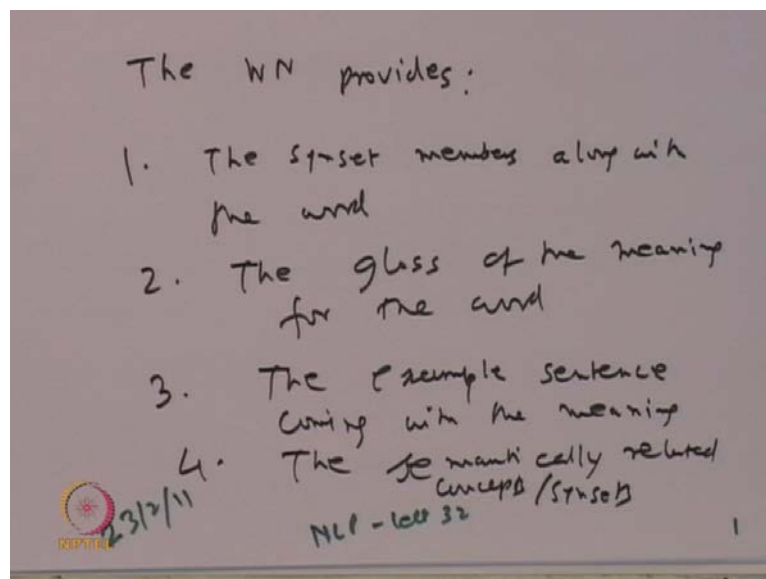 The WN provides:
1. The synset members along with
the word
2. The gloss of the meaning
for the word
3. The example sentence
coming with the meaning
4. The semantically related
concepts/synsets
23/2/11
NLP - lect 32
1
NPTEL